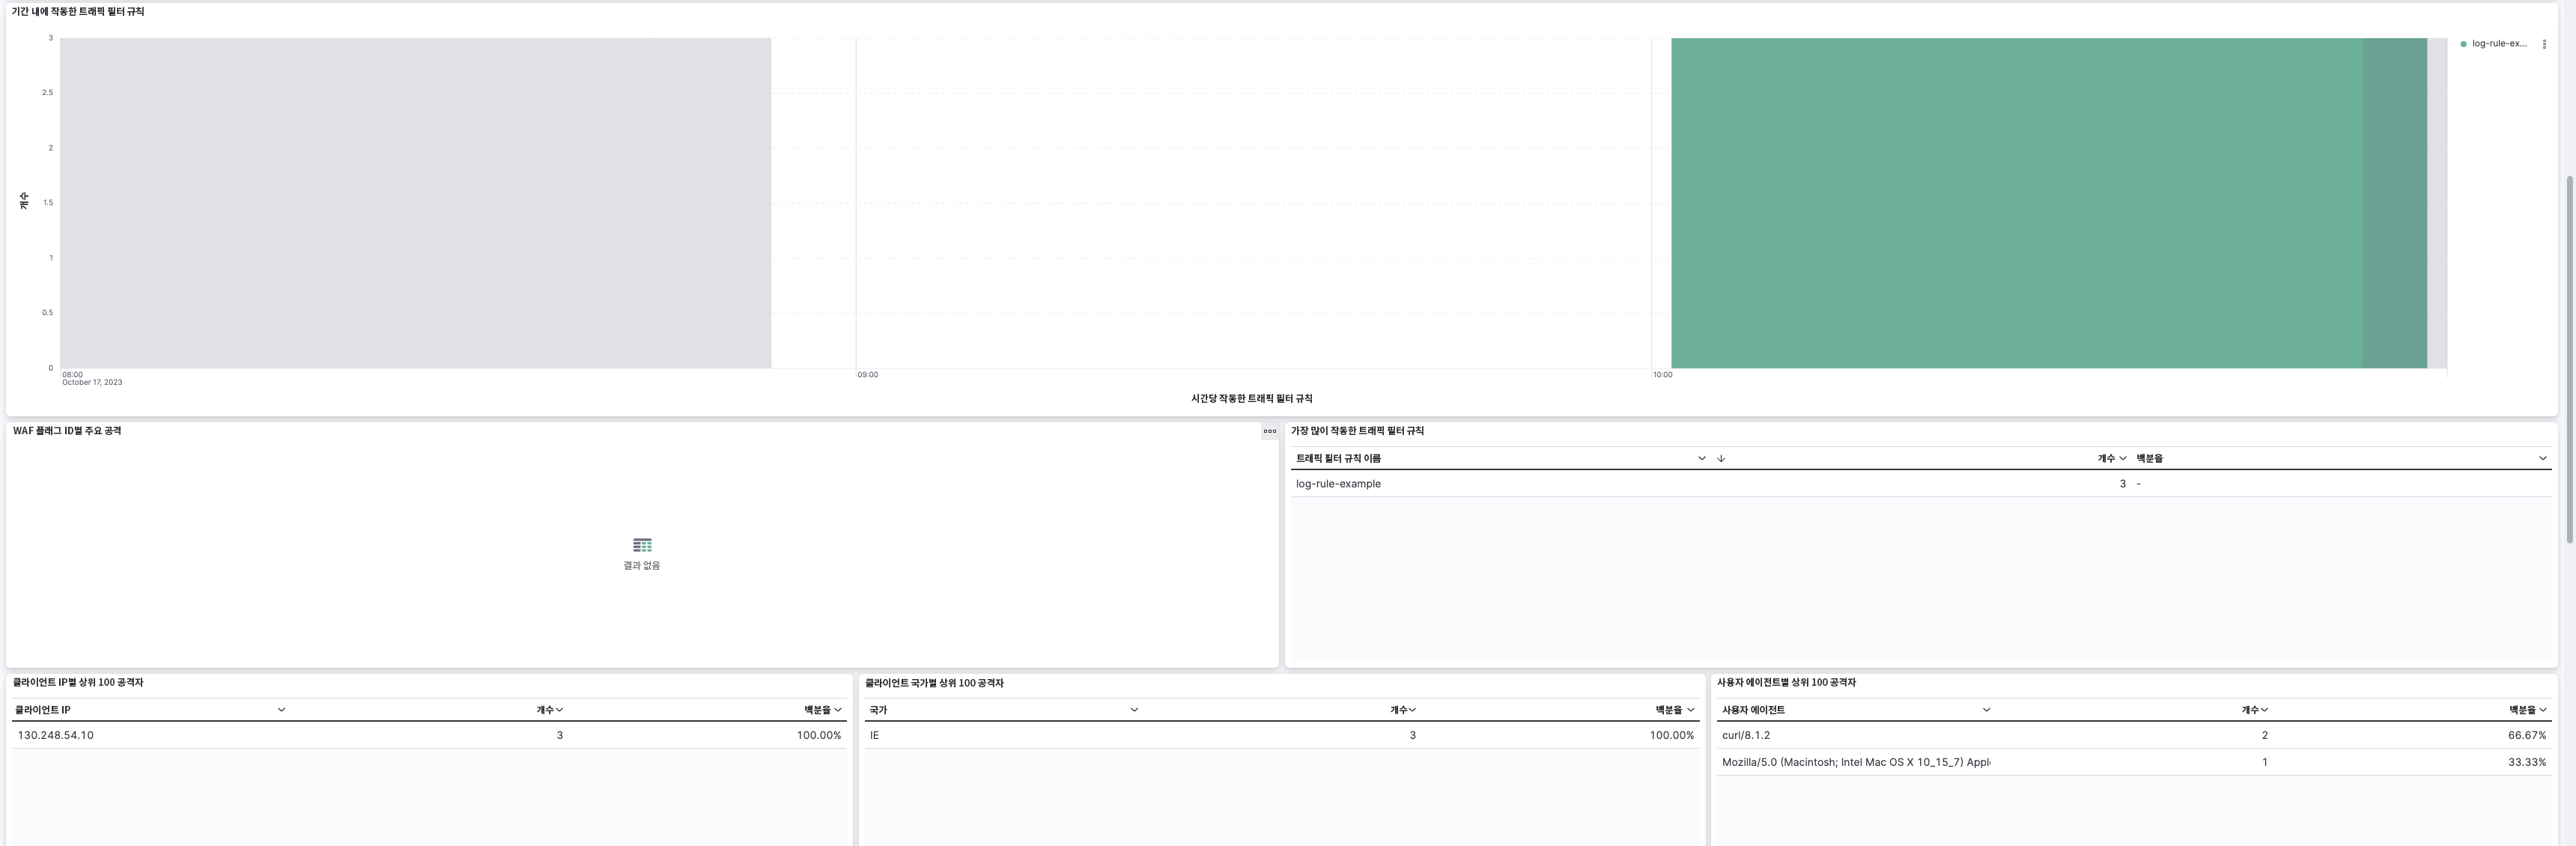 기간 내에 작동한 트래픽 필터 규칙
3
2.5
2
1.5
1
0.5
0
개수
08:00
October 17, 2023
09:00
10:00
시간당 작동한 트래픽 필터 규칙
log-rule-ex...
WAF 플래그 ID별 주요 공격
결과 없음
가장 많이 작동한 트래픽 필터 규칙
트래픽 필터 규칙 이름 개수 백분율
log-rule-example 3 -
클라이언트 IP별 상위 100 공격자
클라이언트 IP 개수 백분율
130.248.54.10 3 100.00%
클라이언트 국가별 상위 100 공격자
국가 개수 백분율
IE 3 100.00%
사용자 에이전트별 상위 100 공격자
사용자 에이전트 개수 백분율
curl/8.1.2 2 66.67%
Mozilla/5.0 (Macintosh; Intel Mac OS X 10_15_7) Appl 1 33.33%